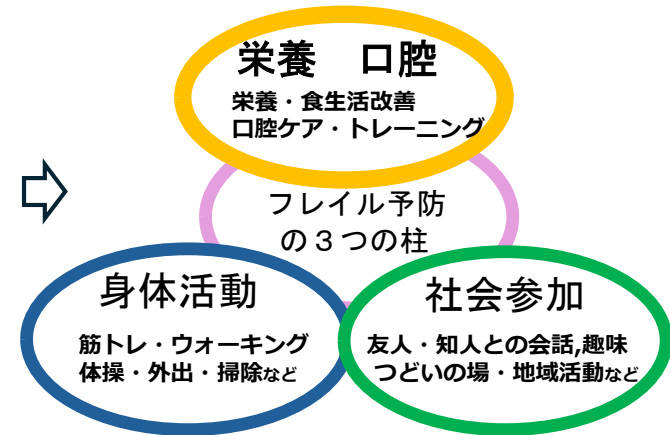 栄養　口腔
栄養・食生活改善
口腔ケア・トレーニング
フレイル予防
の３つの柱
身体活動
筋トレ・ウォーキング
体操・外出・掃除など
社会参加
友人・知人との会話,趣味
つどいの場・地域活動など